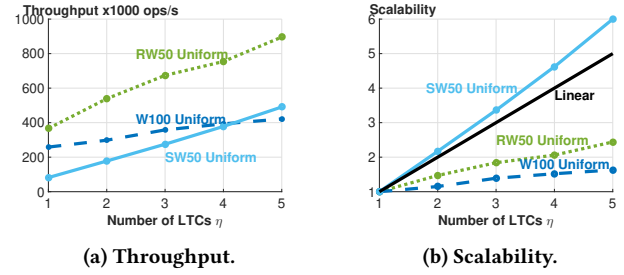 Throughput x1000 ops/s
1000
800
600
400
200
0
RW50 Uniform
W100 Uniform
SW50 Uniform
1 2 3 4 5
Number of LTCs η
(a) Throughput.
Scalability
6
5
4
3
2
1
SW50 Uniform
Linear
RW50 Uniform
W100 Uniform
1 2 3 4 5
Number of LTCs η
(b) Scalability.